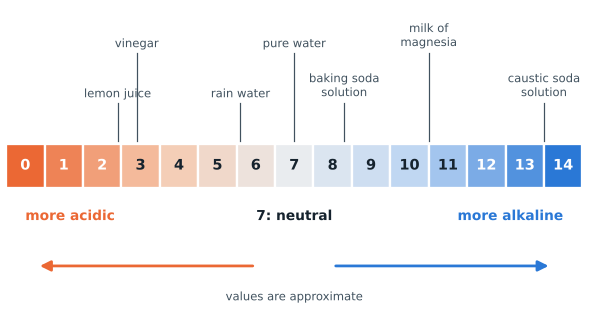 milk of
magnesia
vinegar
pure water
baking soda
solution
caustic soda
solution
lemon juice
rain water
0 1 2 3 4 5 6 7 8 9 10 11 12 13 14
more acidic
7: neutral
more alkaline
values are approximate